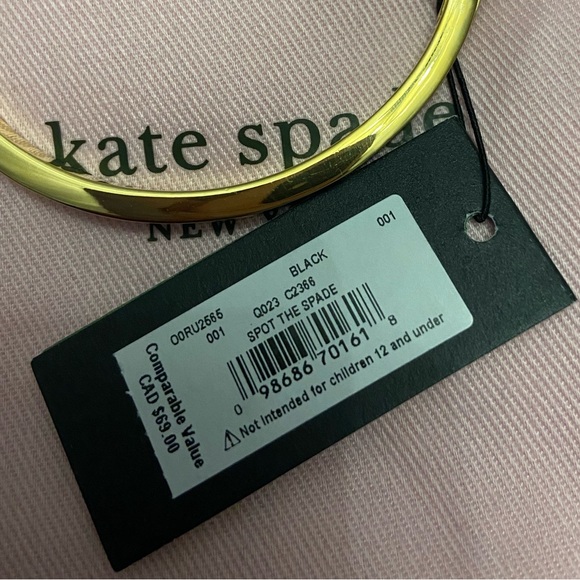 kate spade
NEW
001
BLACK
O0RU2565 Q023 C2366
001 SPOT THE SPADE
0 98686 70161 8
Not intended for children 12 and under
Comparable Value
CAD $69.00